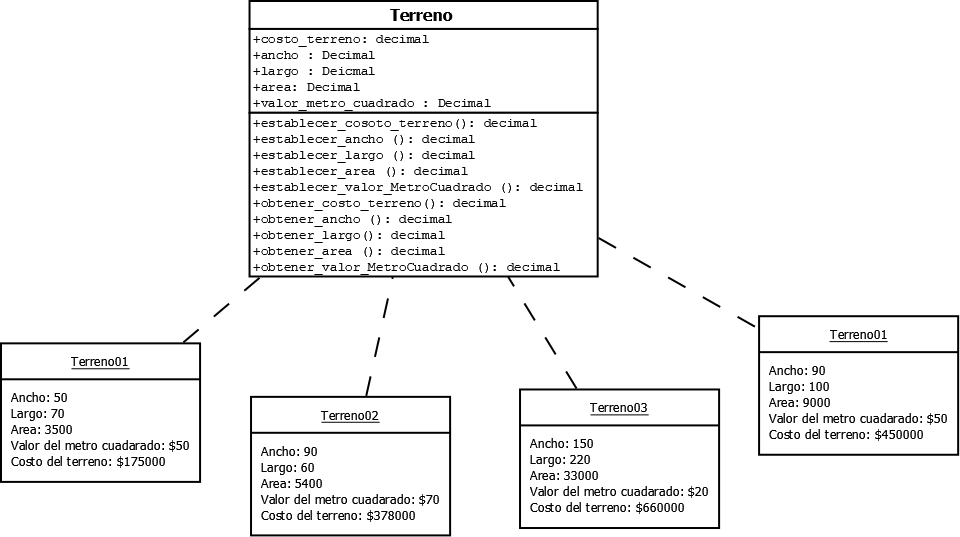 Terreno
+costo_terreno: decimal
+ancho : Decimal
+largo : Deicmal
+area: Decimal
+valor_metro_cuadrado : Decimal
+establecer_cosoto_terreno(): decimal
+establecer_ancho (): decimal
+establecer_largo (): decimal
+establecer_area (): decimal
+establecer_valor_MetroCuadrado (): decimal
+obtener_costo_terreno(): decimal
+obtener_ancho (): decimal
+obtener_largo(): decimal
+obtener_area (): decimal
+obtener_valor_MetroCuadrado (): decimal
Terreno01
Ancho: 50
Largo: 70
Area: 3500
Valor del metro cuadarado: $50
Costo del terreno: $175000
Terreno02
Ancho: 90
Largo: 60
Area: 5400
Valor del metro cuadarado: $70
Costo del terreno: $378000
Terreno03
Ancho: 150
Largo: 220
Area: 33000
Valor del metro cuadarado: $20
Costo del terreno: $660000
Terreno01
Ancho: 90
Largo: 100
Area: 9000
Valor del metro cuadarado: $50
Costo del terreno: $450000